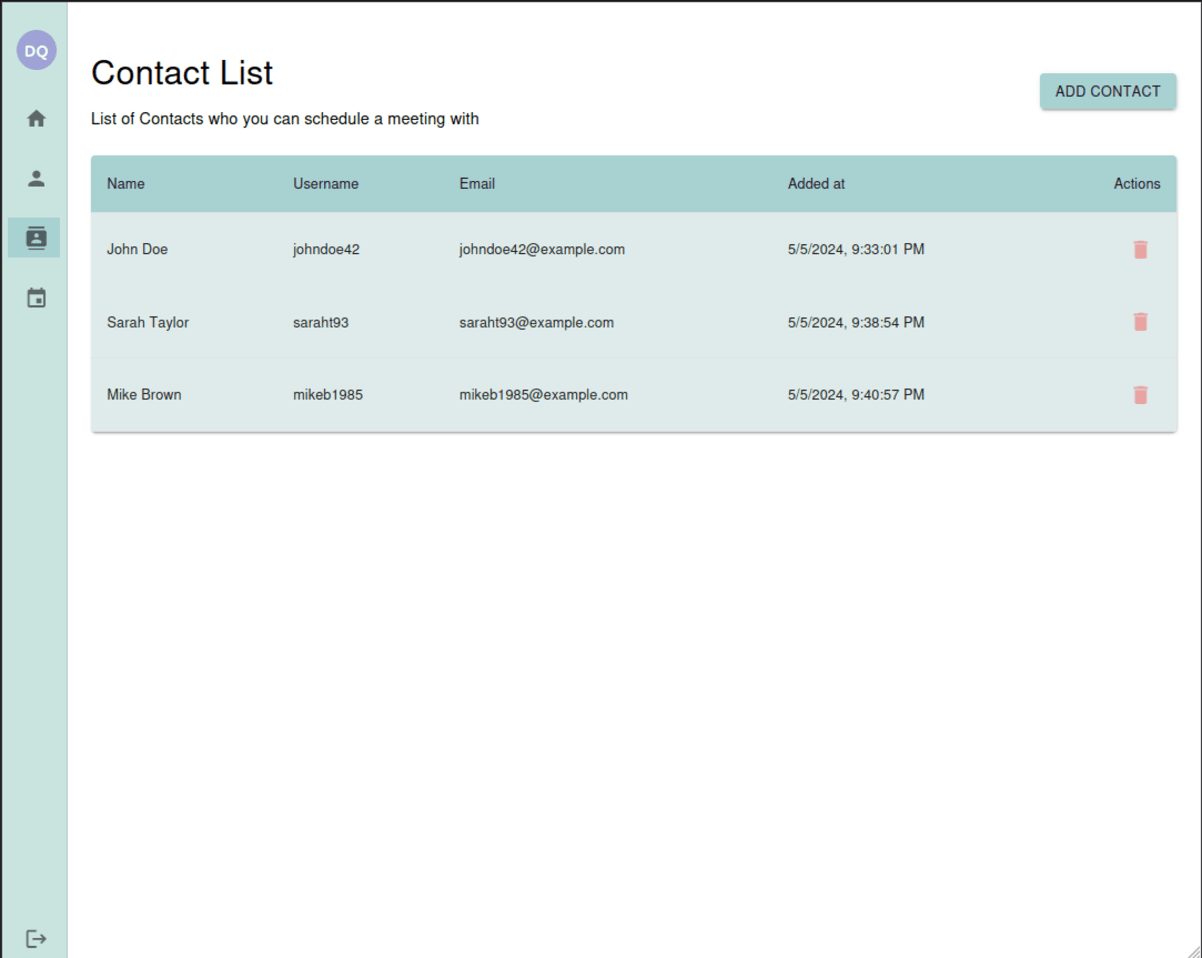 DQ
Contact List
ADD CONTACT
List of Contacts who you can schedule a meeting with
Name Username Email Added at Actions
John Doe johndoe42 johndoe42@example.com 5/5/2024, 9:33:01 PM
Sarah Taylor saraht93 saraht93@example.com 5/5/2024, 9:38:54 PM
Mike Brown mikeb1985 mikeb1985@example.com 5/5/2024, 9:40:57 PM